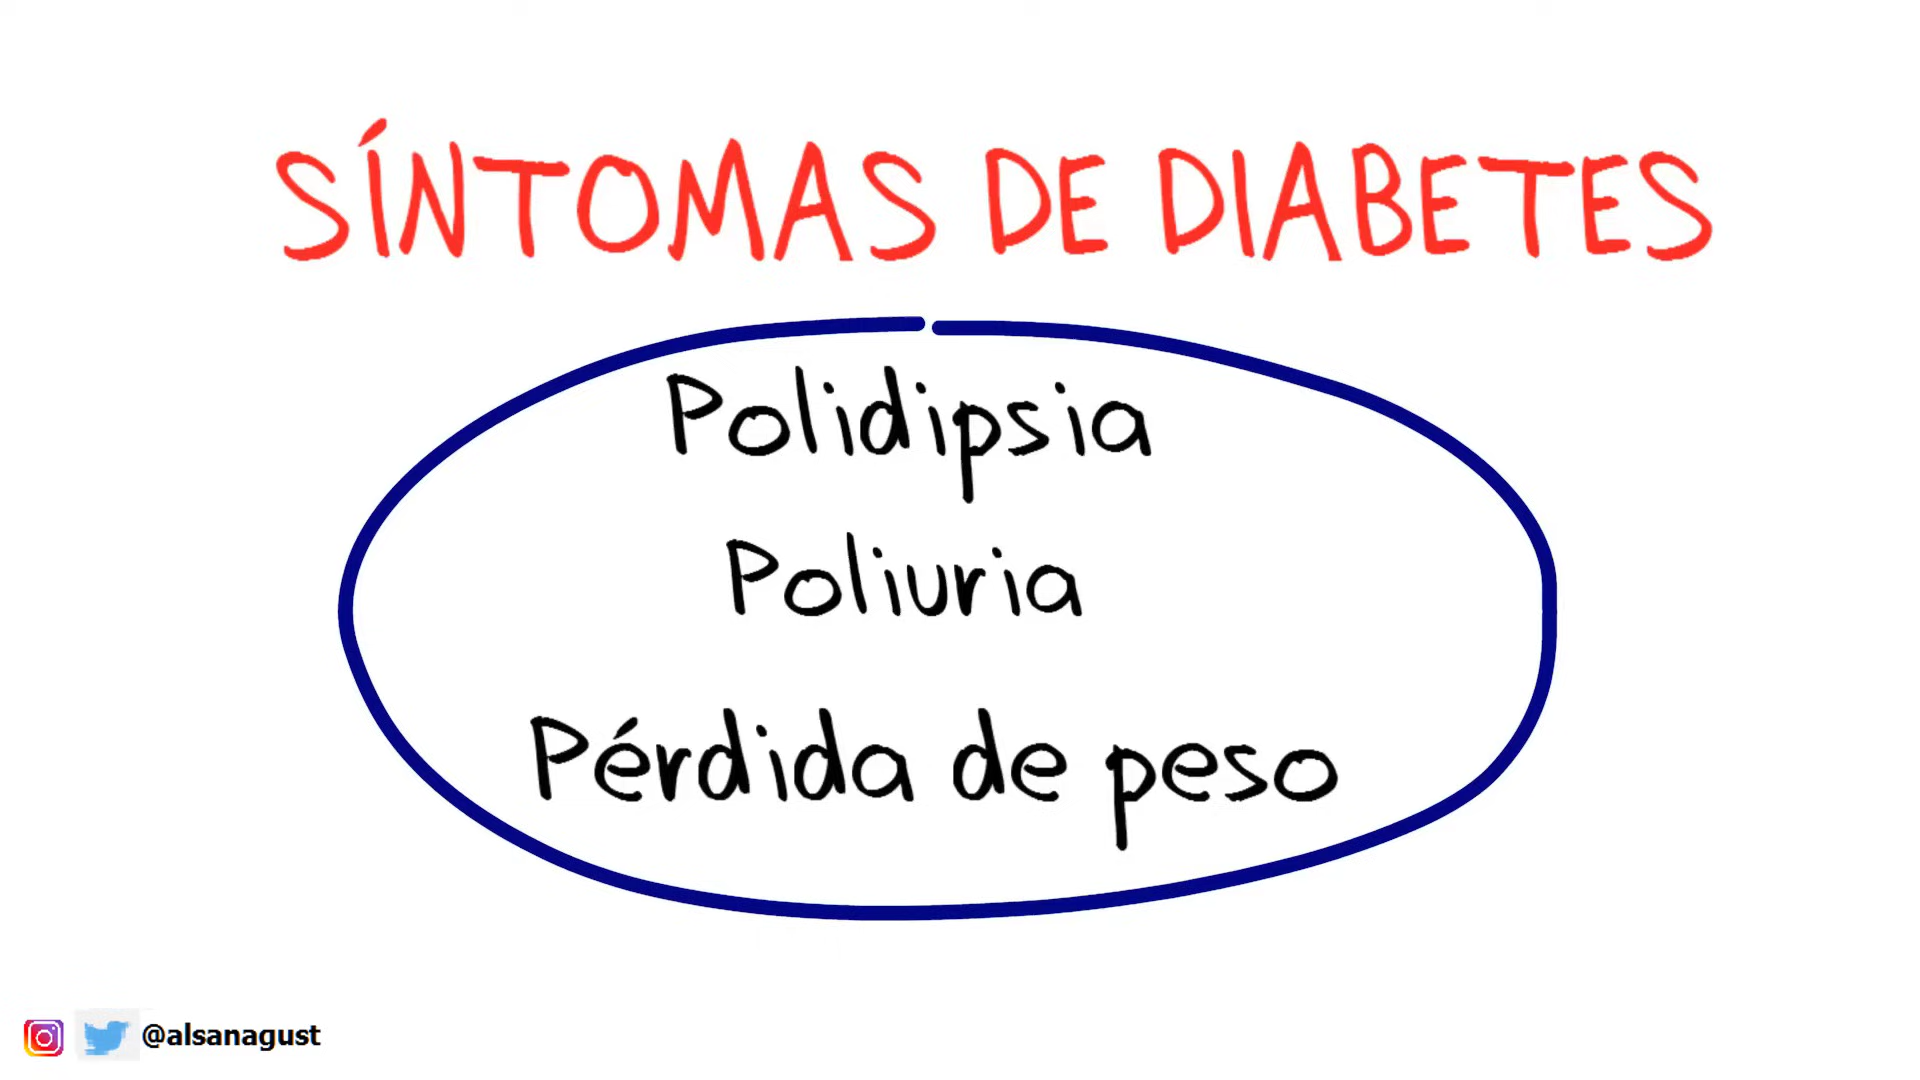 SÍNTOMAS DE DIABETES
Polidipsia
Poliuria
Pérdida de peso
@alsanagust